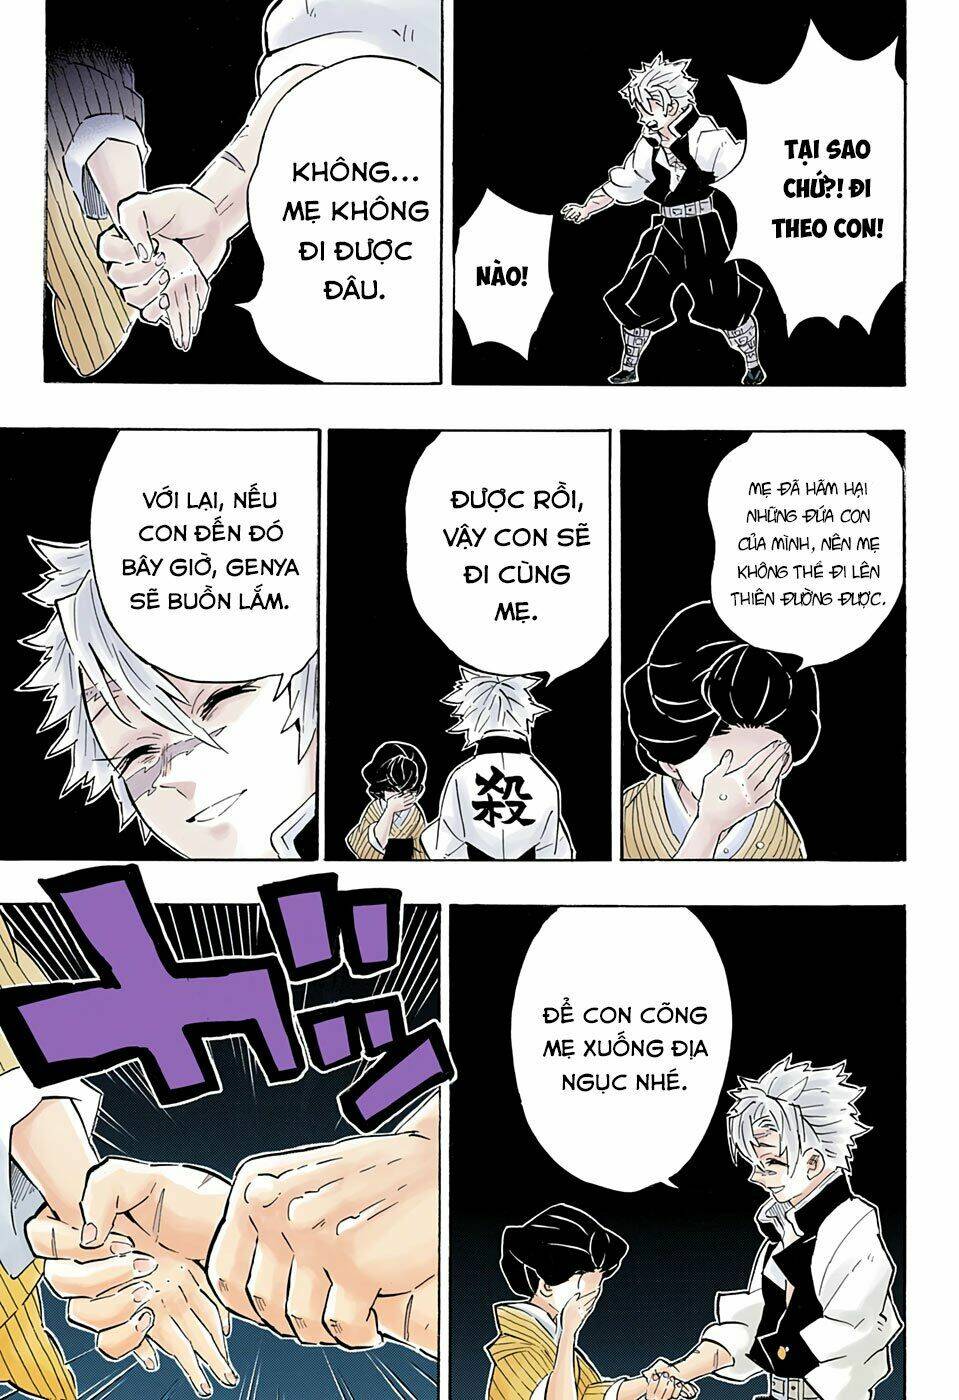 TẠI SAO
CHỨ?! ĐI
THEO CON!
NÀO!
KHÔNG...
MẸ KHÔNG
ĐI ĐƯỢC
ĐÂU.
MẸ ĐÃ HÃM HẠI
NHỮNG ĐỨA CON
CỦA MÌNH, NÊN MẸ
KHÔNG THỂ ĐI LÊN
THIÊN ĐƯỜNG ĐƯỢC.
ĐƯỢC RỒI,
VẬY CON SẼ
ĐI CÙNG
MẸ.
殺
VỚI LẠI, NẾU
CON ĐẾN ĐÓ
BÂY GIỜ, GENYA
SẼ BUỒN LẮM.
ĐỂ CON CÕNG
MẸ XUỐNG ĐỊA
NGỤC NHÉ.
ガッ